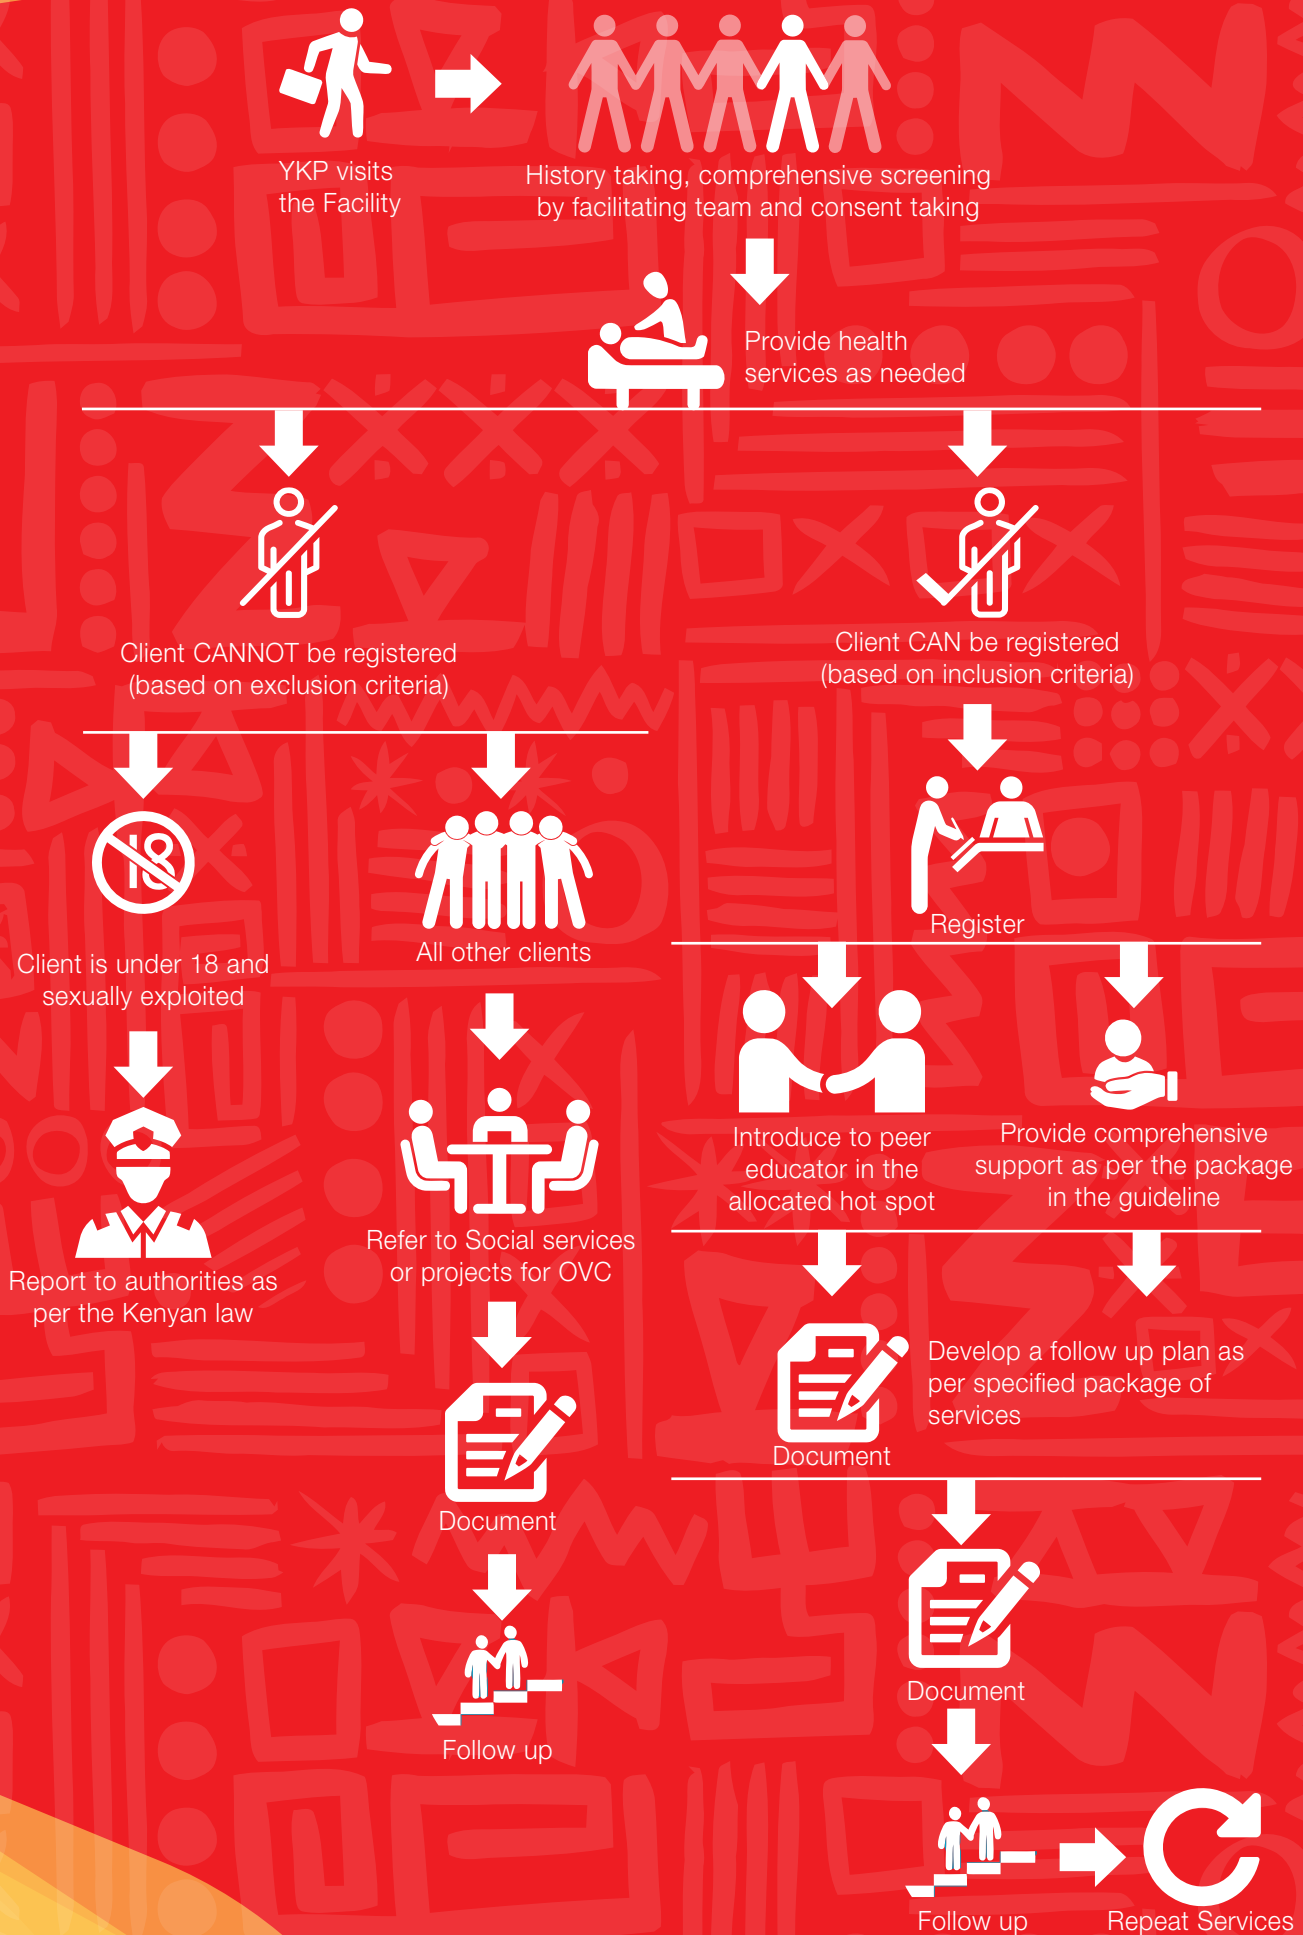 YKP visits
the Facility
History taking, comprehensive screening
by facilitating team and consent taking
Provide health
services as needed
Client CANNOT be registered
(based on exclusion criteria)
Client CAN be registered
(based on inclusion criteria)
18
Client is under 18 and
sexually exploited
All other clients
Register
Report to authorities as
per the Kenyan law
Refer to Social services
or projects for OVC
Introduce to peer
educator in the
allocated hot spot
Provide comprehensive
support as per the package
in the guideline
Document
Develop a follow up plan as
per specified package of
services
Document
Follow up
Document
Follow up
Repeat Services